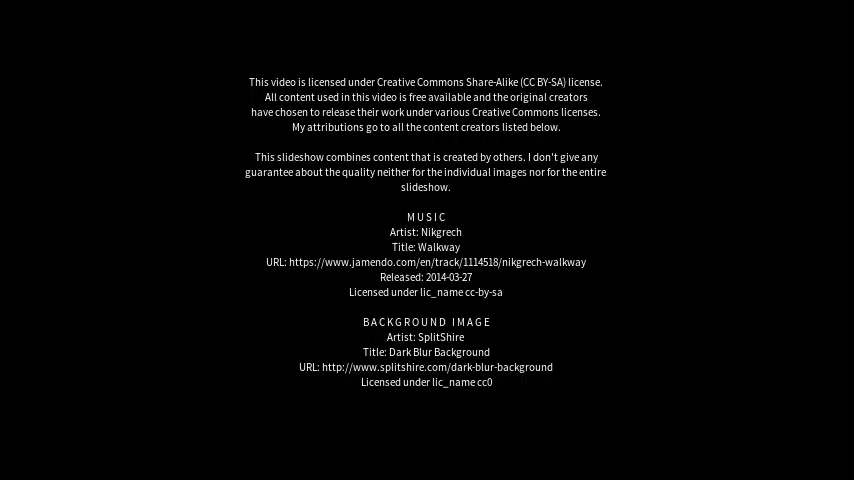 This video is licensed under Creative Commons Share-Alike (CC BY-SA) license.
All content used in this video is free available and the original creators
have chosen to release their work under various Creative Commons licenses.
My attributions go to all the content creators listed below.
This slideshow combines content that is created by others. I don't give any
guarantee about the quality neither for the individual images nor for the entire
slideshow.
MUSIC
Artist: Nikgrech
Title: Walkway
URL: https://www.jamendo.com/en/track/1114518/nikgrech-walkway
Released: 2014-03-27
Licensed under lic_name cc-by-sa
BACKGROUND IMAGE
Artist: SplitShire
Title: Dark Blur Background
URL: http://www.splitshire.com/dark-blur-background
Licensed under lic_name cc0